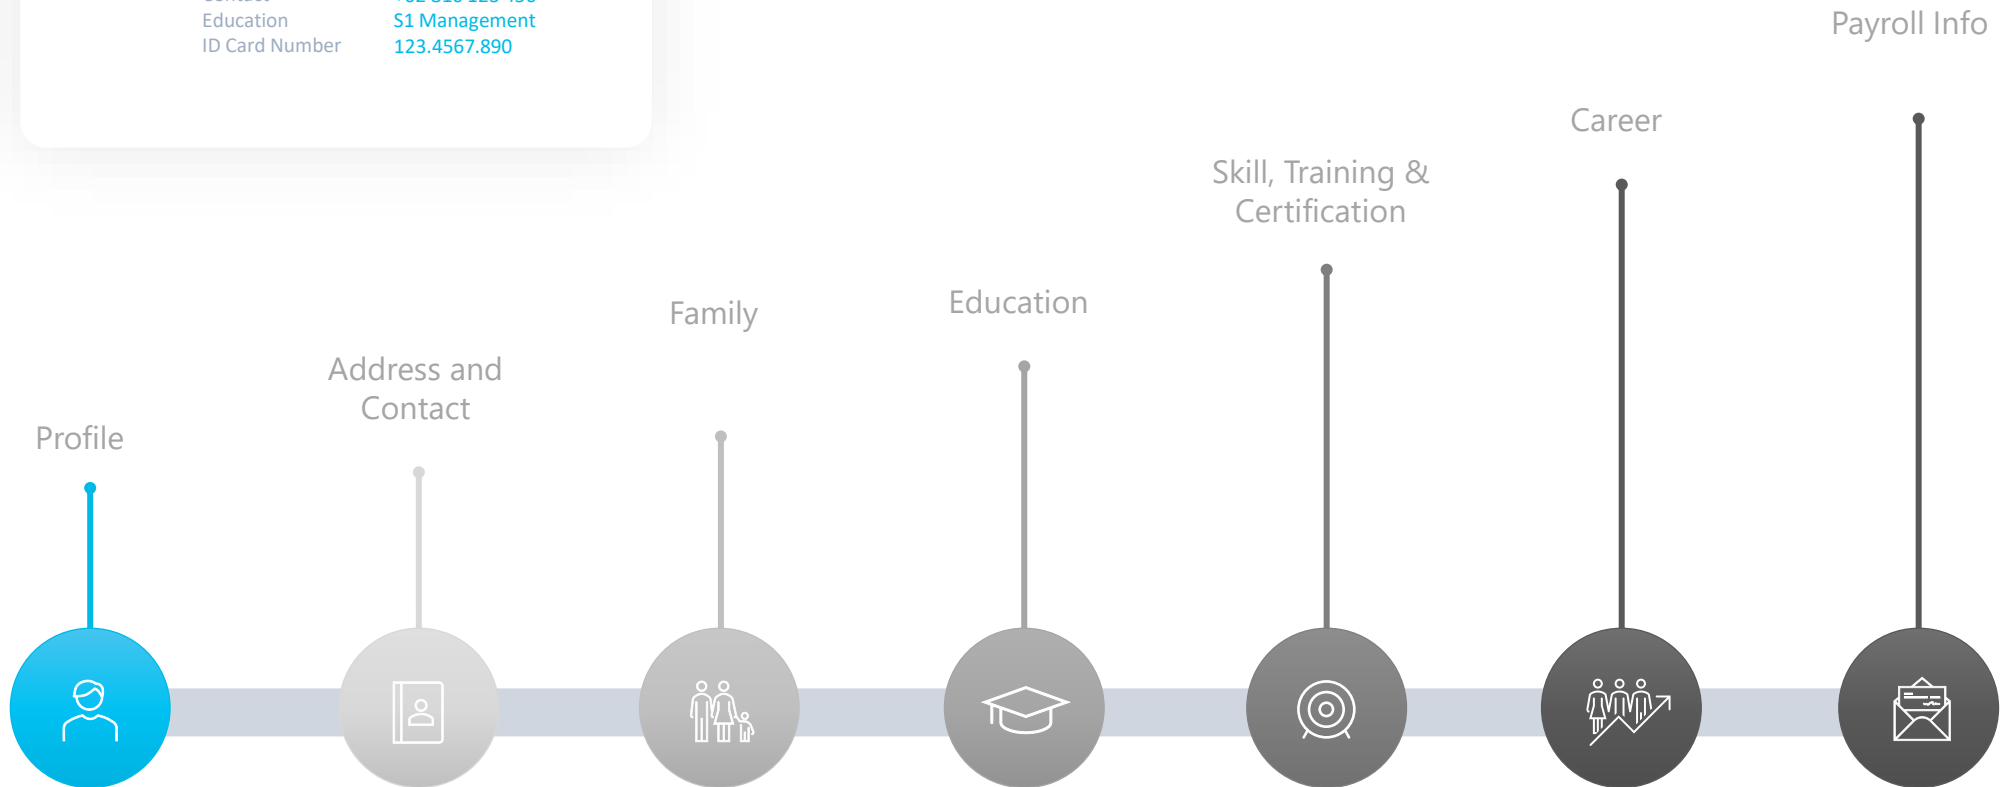 Education S1 Management
ID Card Number 123.4567.890
Payroll Info
Career
Skill, Training &
Certification
Education
Family
Address and
Contact
Profile